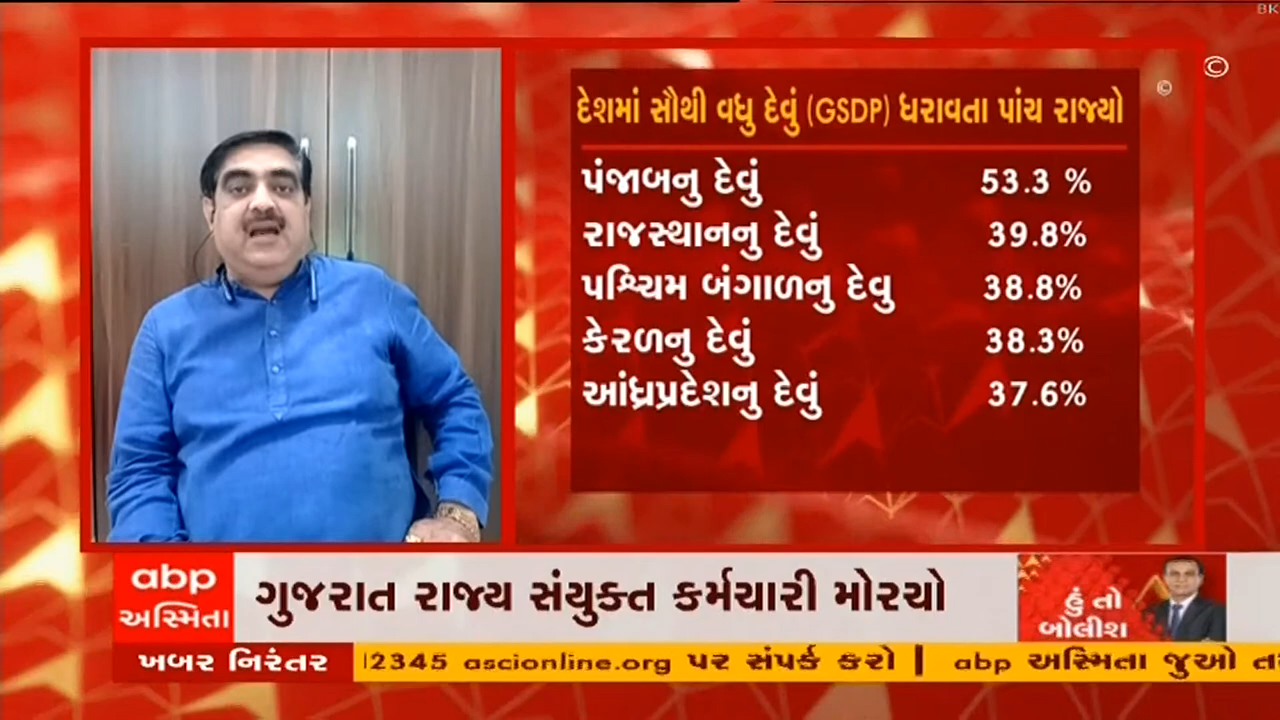 દેશમાં સૌથી વધુ દેવું (GSDP) ધરાવતા પાંચ રાજ્યો
પંજાબનુ દેવું 53.3 %
રાજસ્થાનનુ દેવું 39.8%
પશ્ચિમ બંગાળનુ દેવુ 38.8%
કેરળનુ દેવું 38.3%
આંધ્રપ્રદેશનુ દેવું 37.6%
©
©
abp
અસ્મિતા
ગુજરાત રાજ્ય સંયુક્ત કર્મચારી મોરચો
હું તો
બોલીશ
ખબર નિરંતર
12345 ascionline.org પર સંપર્ક કરો | abp અસ્મિતા જુઓ